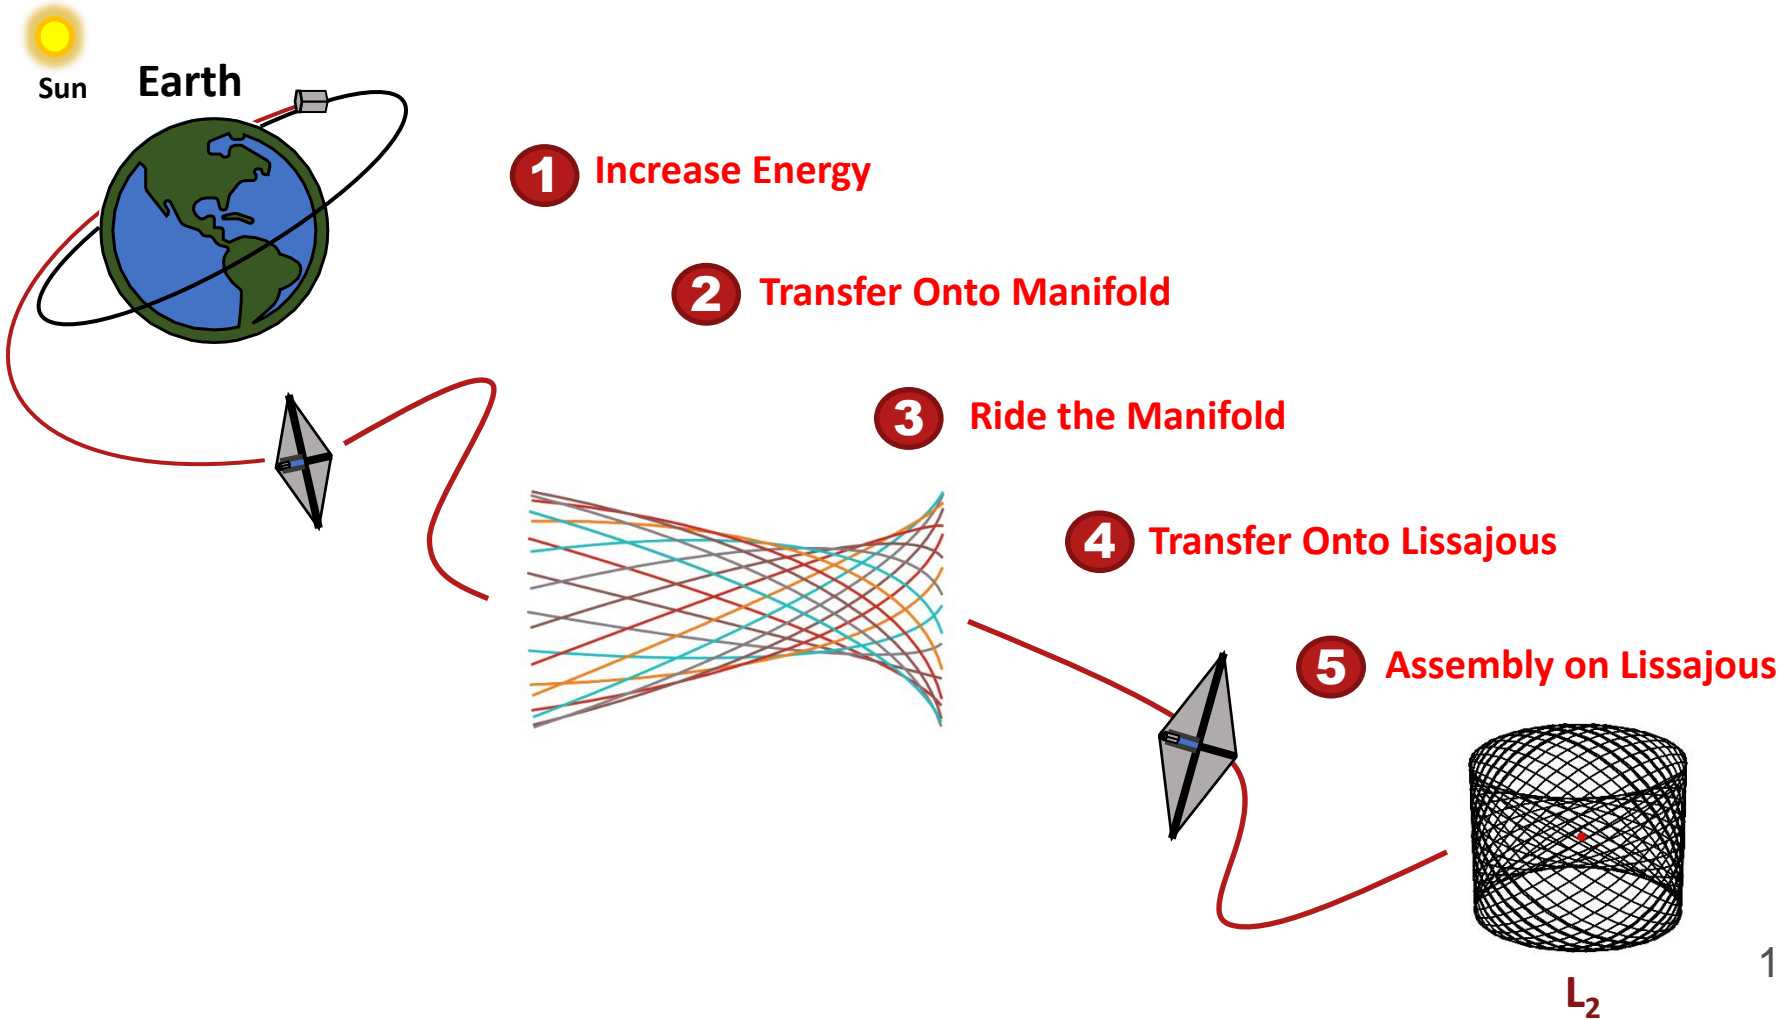 Sun
Earth
1 Increase Energy
2 Transfer Onto Manifold
3 Ride the Manifold
4 Transfer Onto Lissajous
5 Assembly on Lissajous
1
L₂